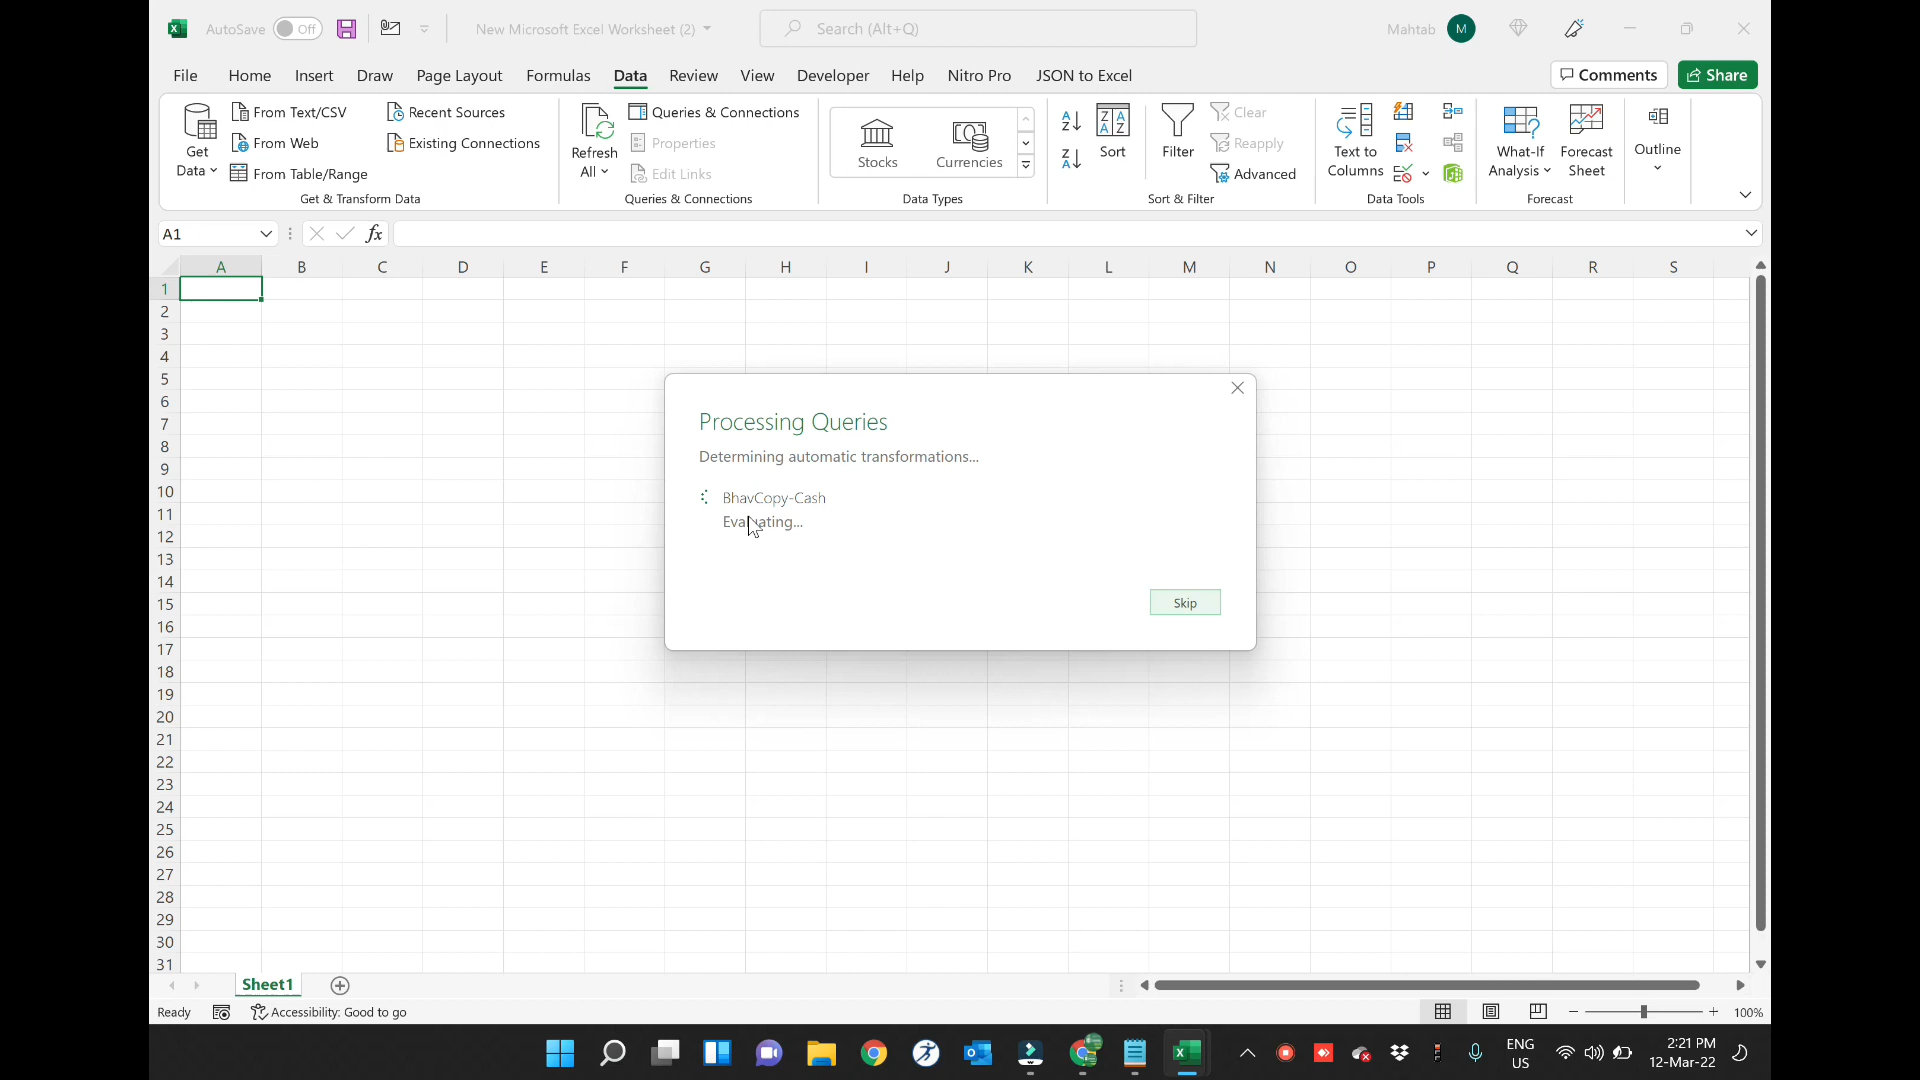 AutoSave Off New Microsoft Excel Worksheet (2) Search (Alt+Q) Mahtab M
File Home Insert Draw Page Layout Formulas Data Review View Developer Help Nitro Pro JSON to Excel Comments Share
Get Data
From Text/CSV
From Web
From Table/Range
Recent Sources
Existing Connections
Get & Transform Data
Refresh All
Queries & Connections
Properties
Edit Links
Queries & Connections
Stocks Currencies
Data Types
Sort
Filter
Clear
Reapply
Advanced
Sort & Filter
Text to Columns
Data Tools
What-If Analysis
Forecast Sheet
Forecast
Outline
A1 fx
A B C D E F G H I J K L M N O P Q R S
1
2
3
4
5
6
7
8
9
10
11
12
13
14
15
16
17
18
19
20
21
22
23
24
25
26
27
28
29
30
31
Processing Queries
Determining automatic transformations...
BhavCopy-Cash
Evaluating...
Skip
Sheet1
Ready Accessibility: Good to go 100%
ENG
US
2:21 PM
12-Mar-22